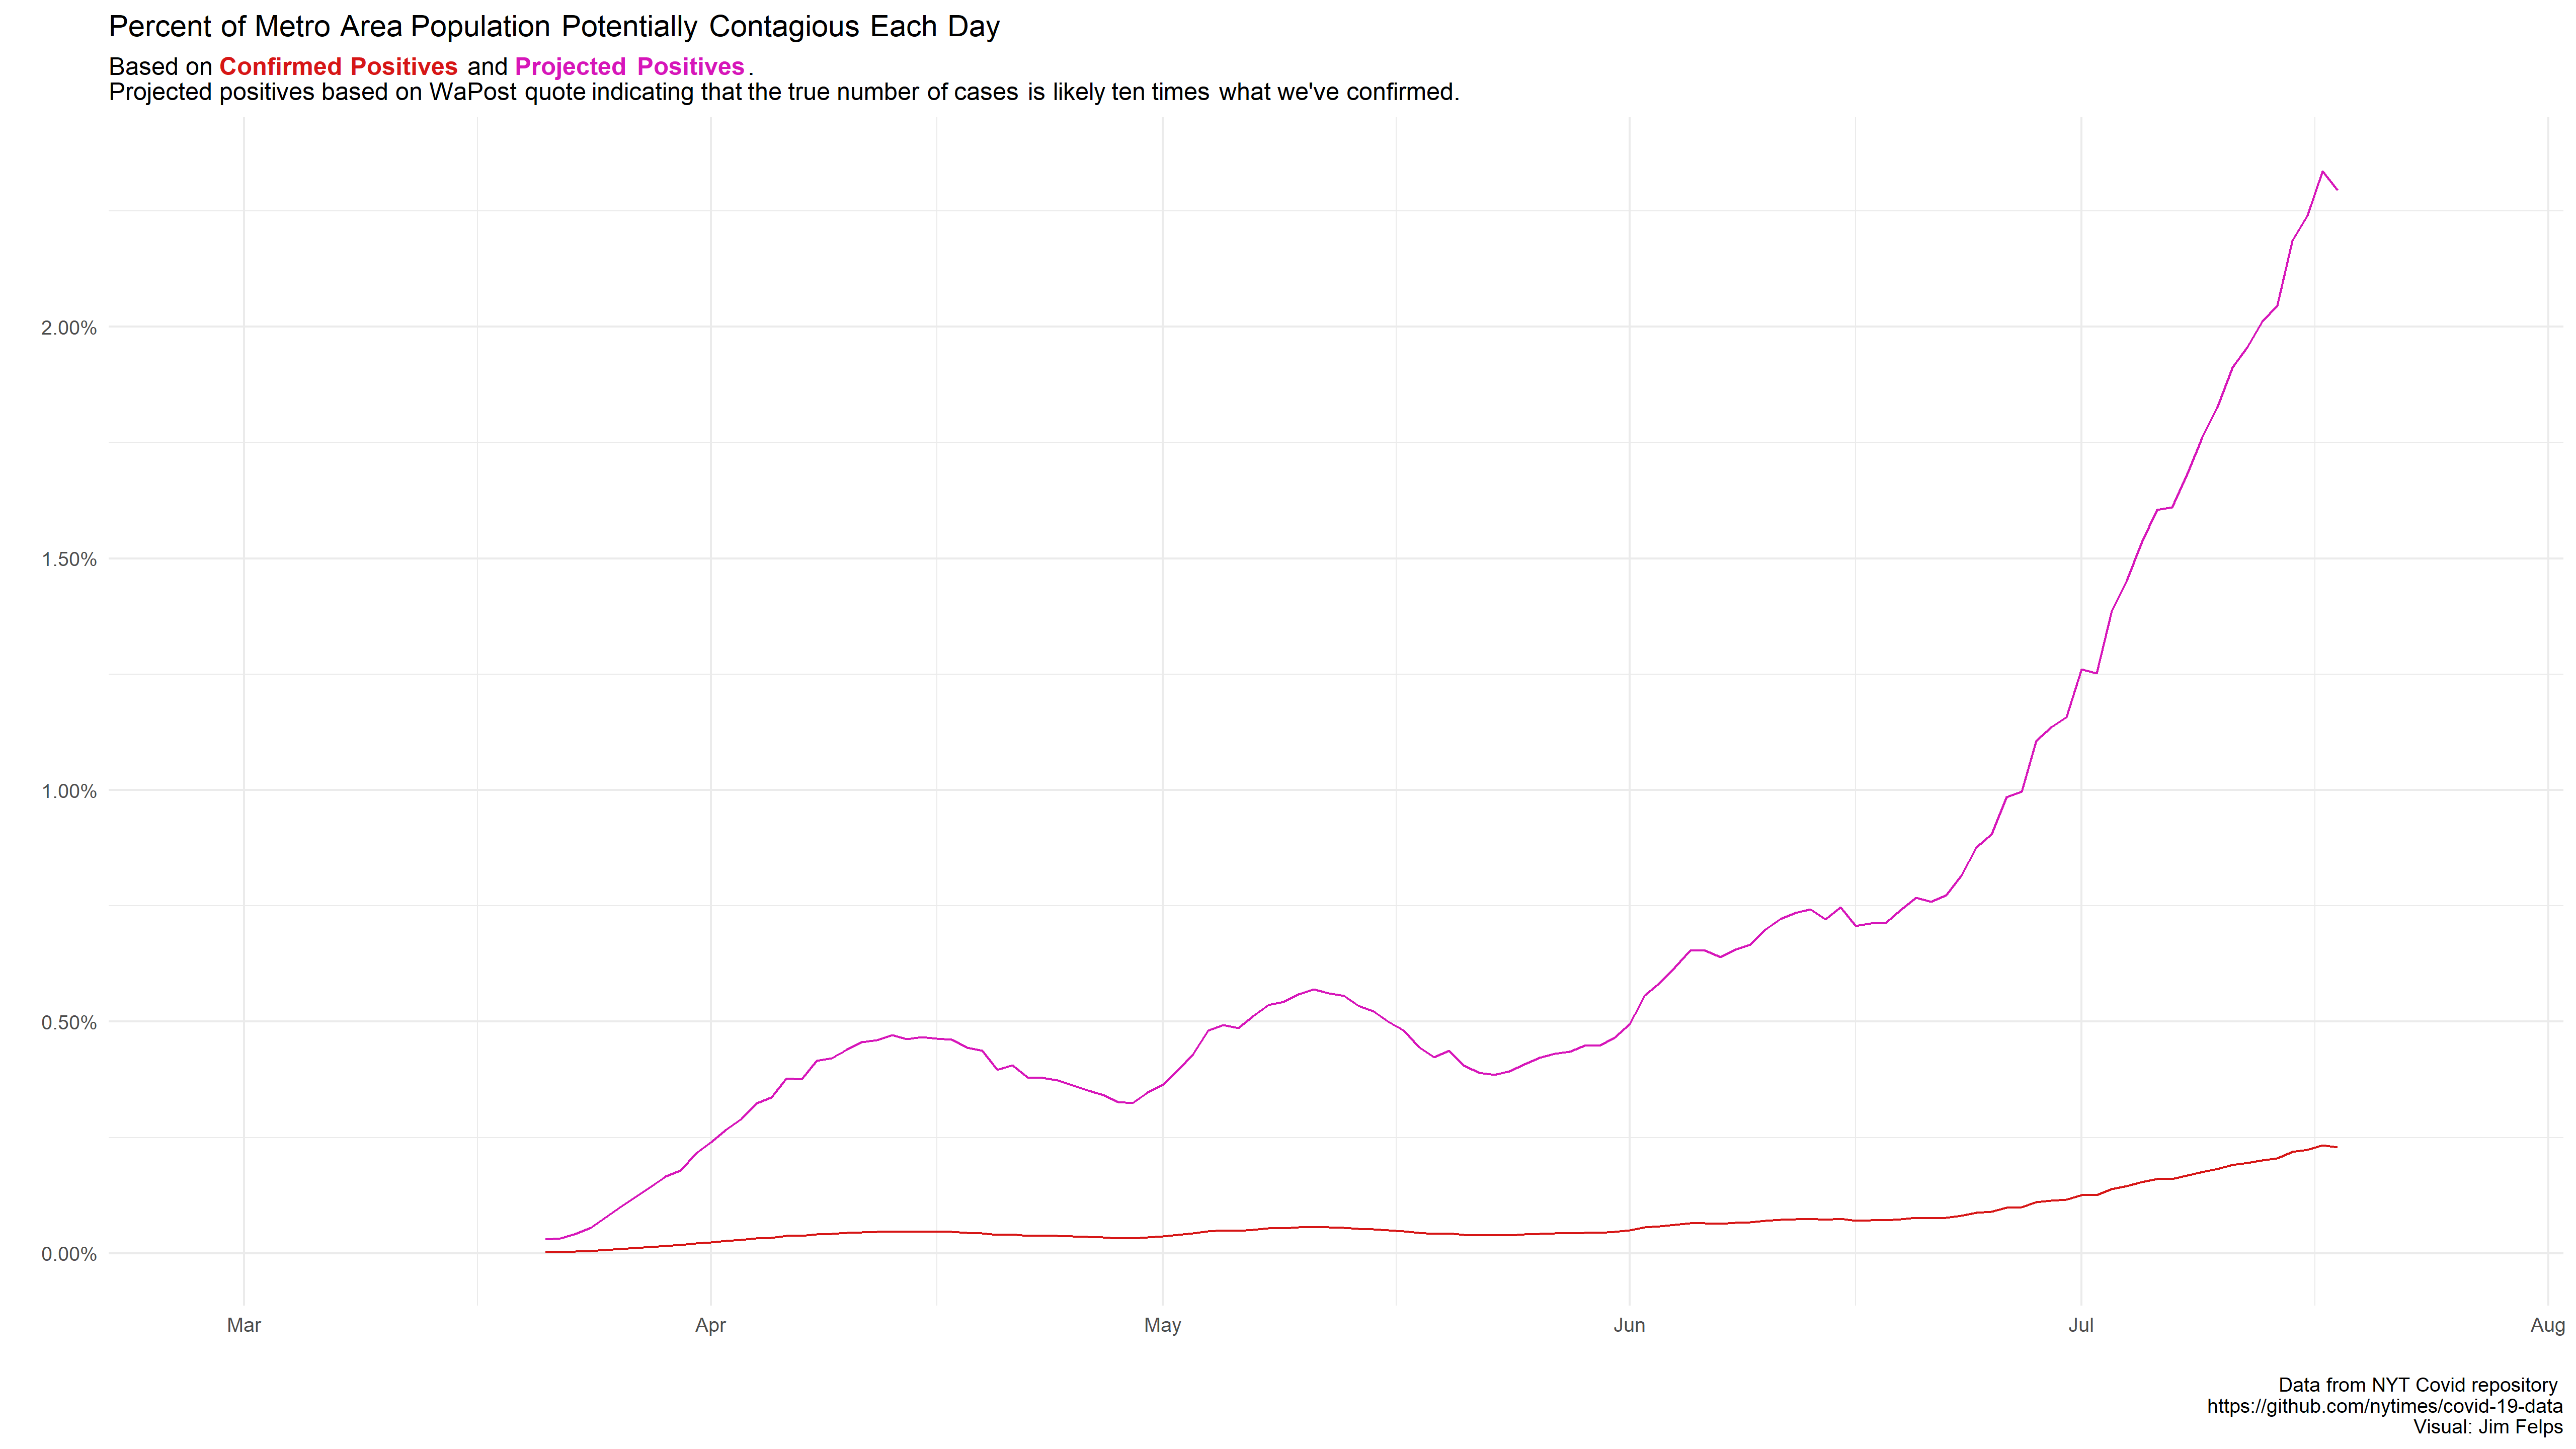 Percent of Metro Area Population Potentially Contagious Each Day
Based on Confirmed Positives and Projected Positives.
Projected positives based on WaPost quote indicating that the true number of cases is likely ten times what we've confirmed.
2.00%
1.50%
1.00%
0.50%
0.00%
Mar Apr May Jun Jul Aug
Data from NYT Covid repository
https://github.com/nytimes/covid-19-data
Visual: Jim Felps